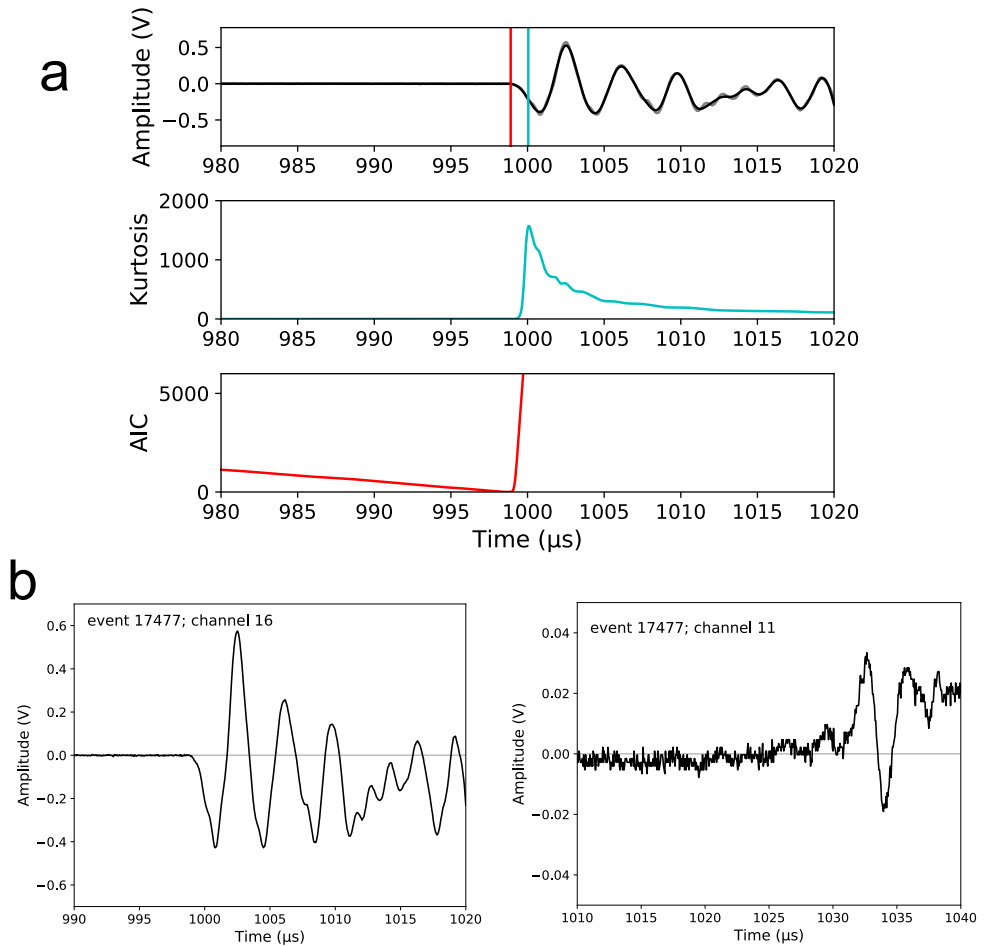 a
Amplitude (V)
0.5
0.0
−0.5
980 985 990 995 1000 1005 1010 1015 1020
Kurtosis
2000
1000
0
980 985 990 995 1000 1005 1010 1015 1020
AIC
5000
0
980 985 990 995 1000 1005 1010 1015 1020
Time (µs)
b
event 17477; channel 16
Amplitude (V)
0.6
0.4
0.2
0.0
−0.2
−0.4
−0.6
990 995 1000 1005 1010 1015 1020
Time (µs)
event 17477; channel 11
Amplitude (V)
0.04
0.02
0.00
−0.02
−0.04
1010 1015 1020 1025 1030 1035 1040
Time (µs)